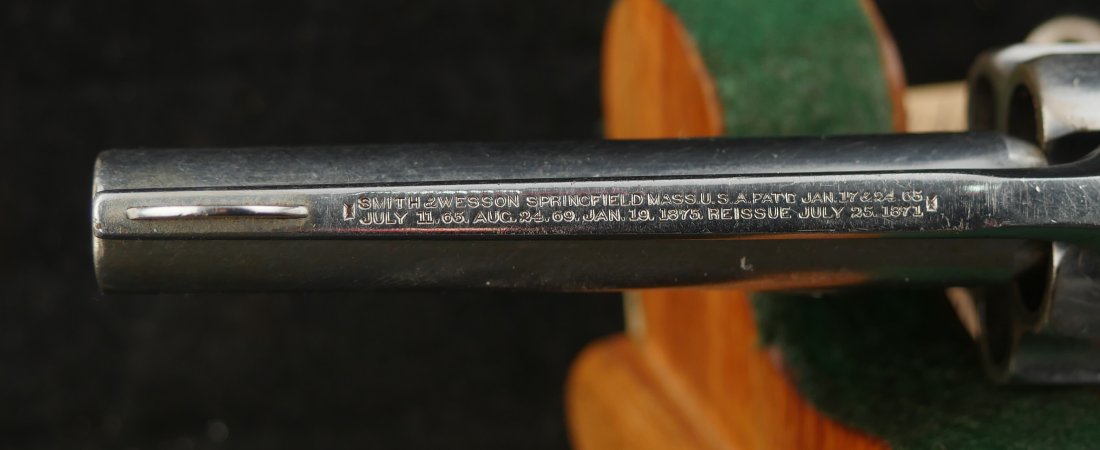 SMITH & WESSON SPRINGFIELD MASS. U.S.A. PAT'D JAN. 17 & 24. 65
JULY 11, 65. AUG. 24. 69. JAN. 19. 1875. REISSUE JULY 25. 1871